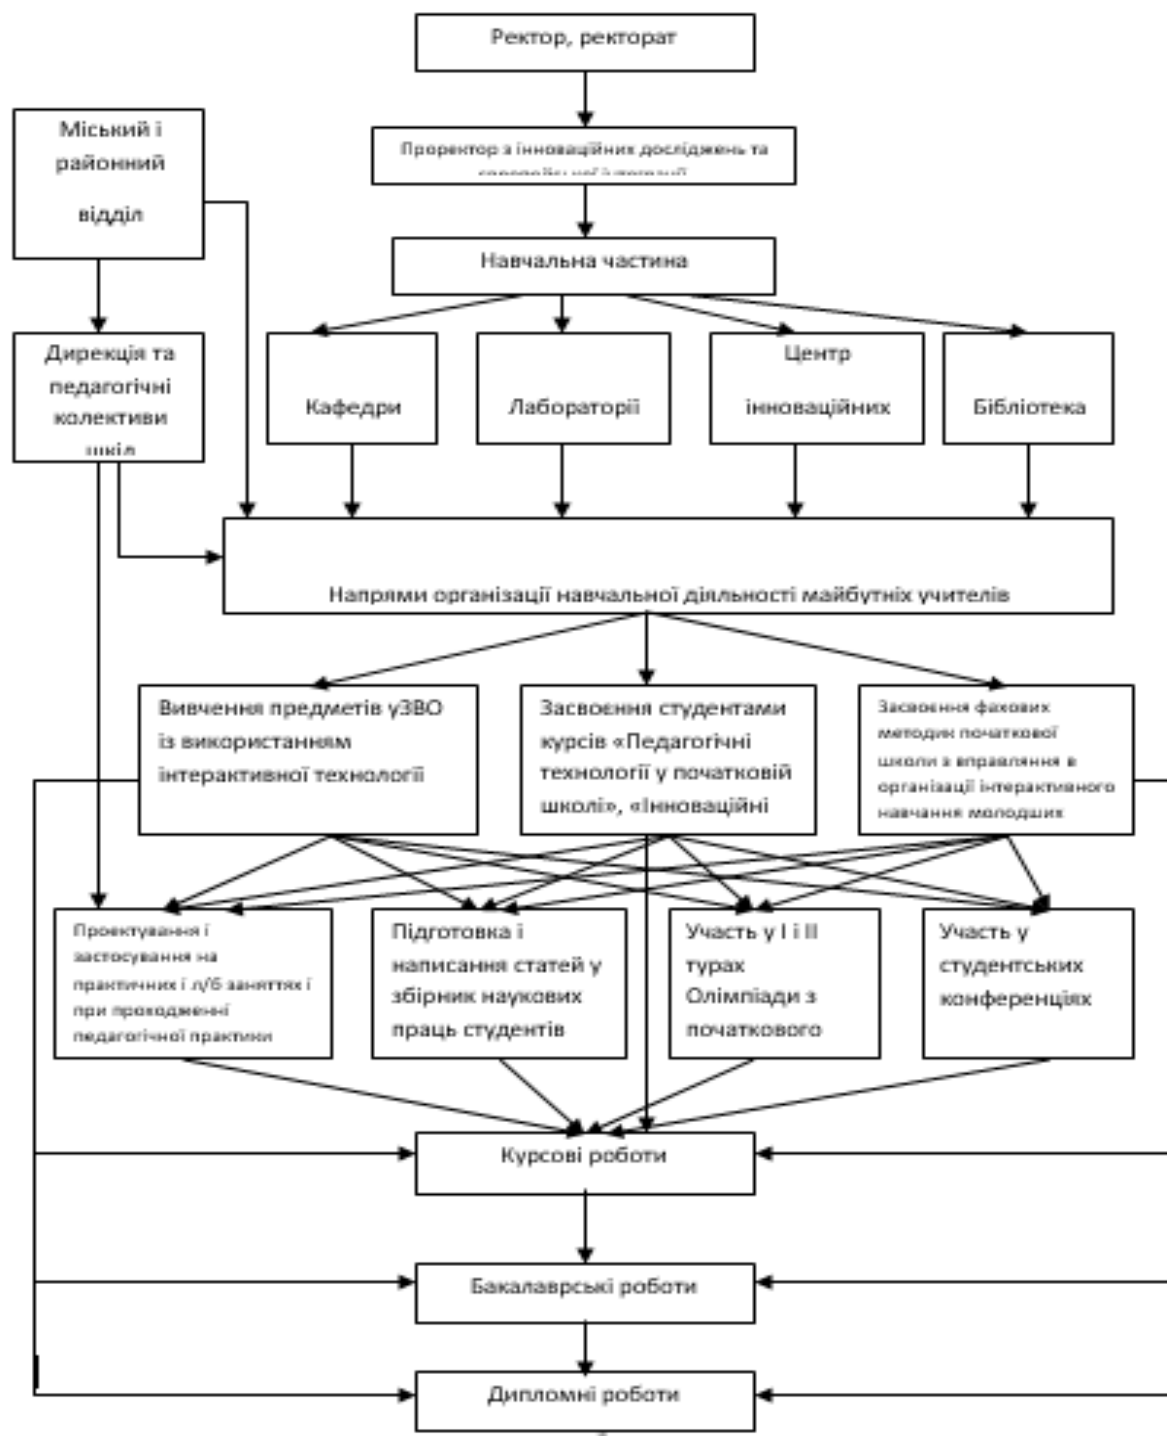 Ректор, ректорат
Міський і
районний
відділ
Проректор з інноваційних досліджень та
європейської інтеграції
Навчальна частина
Дирекція та
педагогічні
колективи
шкіл
Кафедри
Лабораторії
Центр
інноваційних
Бібліотека
Напрями організації навчальної діяльності майбутніх учителів
Вивчення предметів уЗВО
із використанням
інтерактивної технології
Засвоєння студентами
курсів «Педагогічні
технології у початковій
школі», «Інноваційні
Засвоєння фахових
методик початкової
школи з вправляння в
організації інтерактивного
навчання молодших
Проектування і
застосування на
практичних і л/б заняттях і
при проходженні
педагогічної практики
Підготовка і
написання статей у
збірник наукових
праць студентів
Участь у І і ІІ
турах
Олімпіади з
початкового
Участь у
студентських
конференціях
Курсові роботи
Бакалаврські роботи
Дипломні роботи